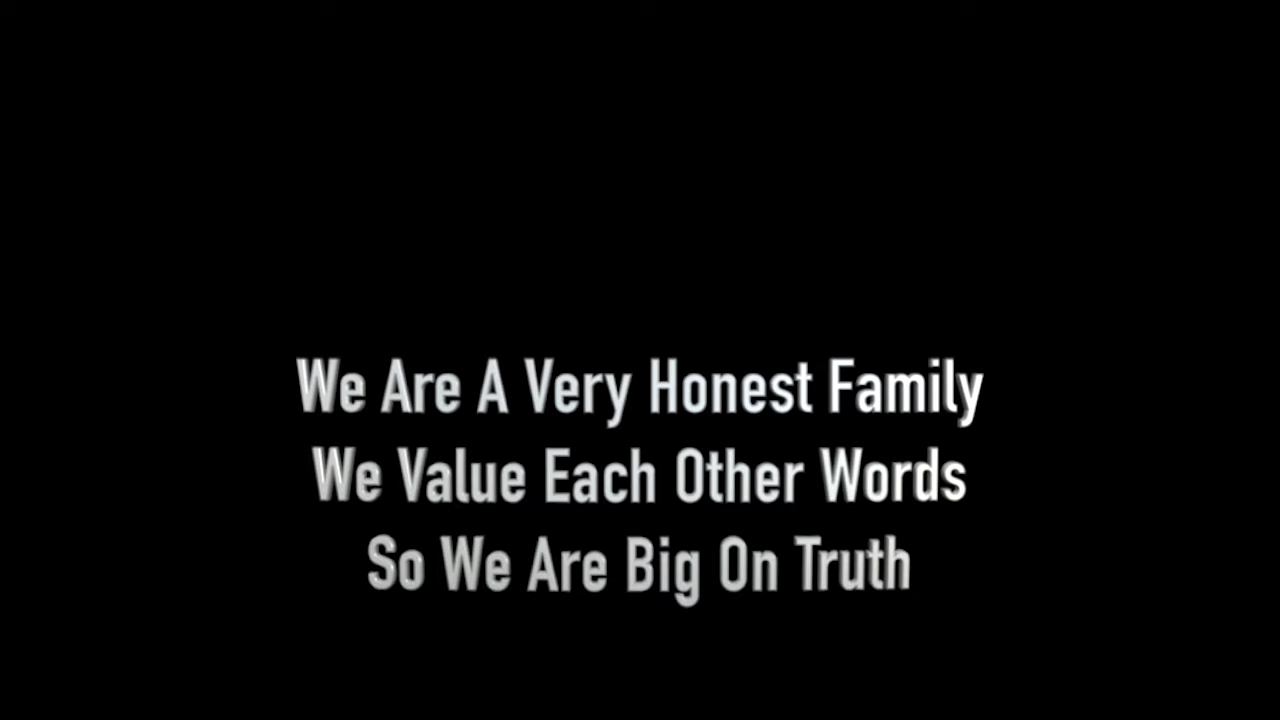 We Are A Very Honest Family
We Value Each Other Words
So We Are Big On Truth